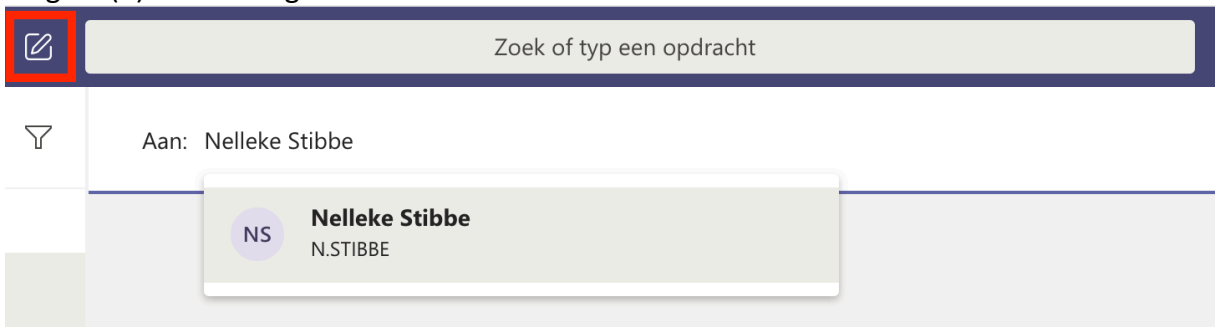 Zoek of typ een opdracht
Aan: Nelleke Stibbe
NS
Nelleke Stibbe
N.STIBBE